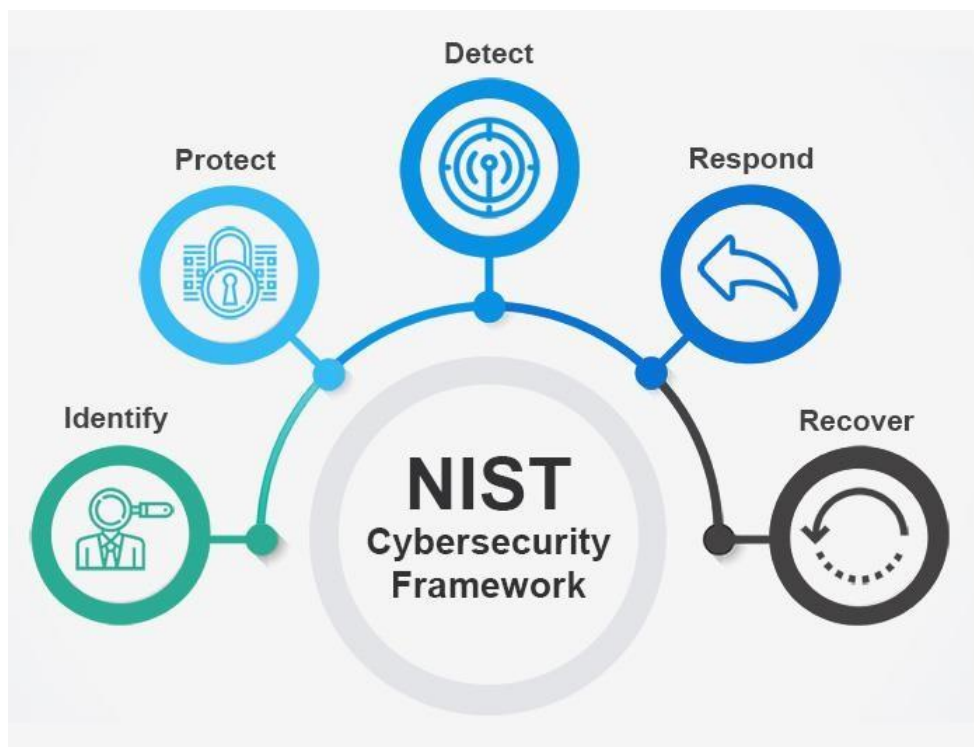 Detect
Protect
Respond
Identify
Recover
NIST
Cybersecurity
Framework